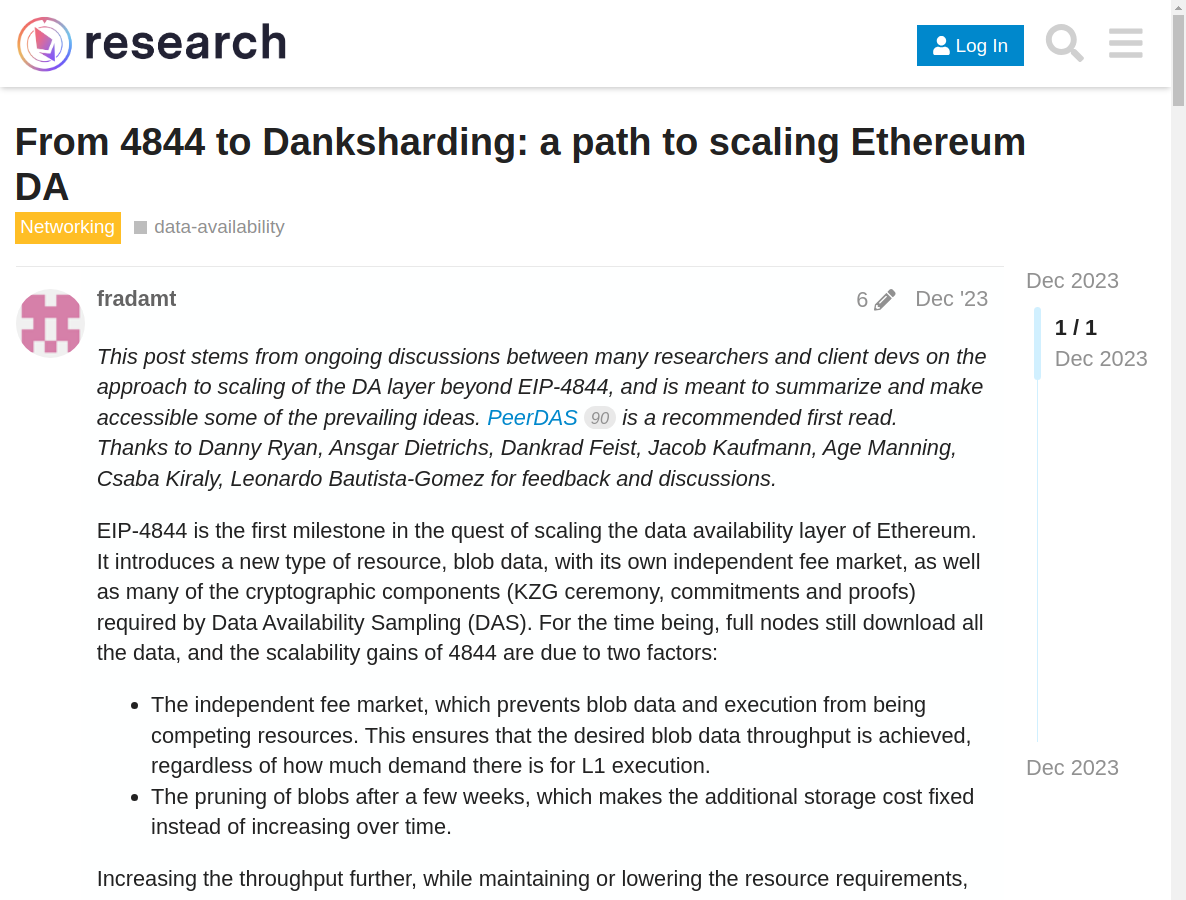 research
Log In
From 4844 to Danksharding: a path to scaling Ethereum
DA
Networking data-availability
Dec 2023
fradamt 6 Dec '23
1 / 1
Dec 2023
This post stems from ongoing discussions between many researchers and client devs on the
approach to scaling of the DA layer beyond EIP-4844, and is meant to summarize and make
accessible some of the prevailing ideas. PeerDAS 90 is a recommended first read.
Thanks to Danny Ryan, Ansgar Dietrichs, Dankrad Feist, Jacob Kaufmann, Age Manning,
Csaba Kiraly, Leonardo Bautista-Gomez for feedback and discussions.
EIP-4844 is the first milestone in the quest of scaling the data availability layer of Ethereum.
It introduces a new type of resource, blob data, with its own independent fee market, as well
as many of the cryptographic components (KZG ceremony, commitments and proofs)
required by Data Availability Sampling (DAS). For the time being, full nodes still download all
the data, and the scalability gains of 4844 are due to two factors:
• The independent fee market, which prevents blob data and execution from being
competing resources. This ensures that the desired blob data throughput is achieved,
regardless of how much demand there is for L1 execution.
• The pruning of blobs after a few weeks, which makes the additional storage cost fixed
instead of increasing over time.
Dec 2023
Increasing the throughput further, while maintaining or lowering the resource requirements,